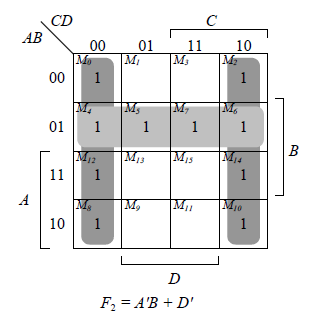 CD
C
AB
00 01 11 10
M0 M1 M3 M2
00 1 1
M4 M5 M7 M6
01 1 1 1 1
B
M12 M13 M15 M14
11 1 1
A
M8 M9 M11 M10
10 1 1
D
F2 = A'B + D'